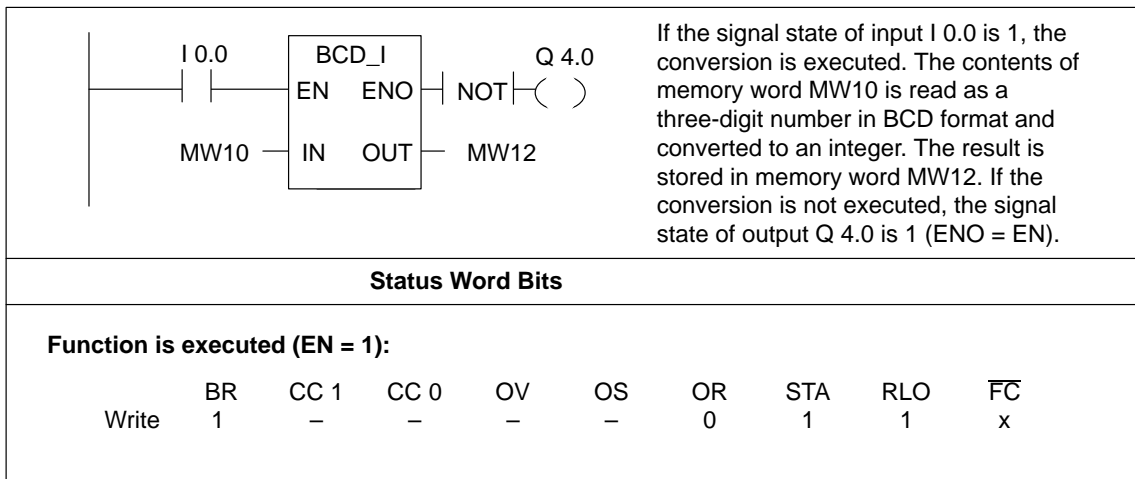 I 0.0 BCD_I Q 4.0
EN ENO NOT
MW10 IN OUT MW12
If the signal state of input I 0.0 is 1, the
conversion is executed. The contents of
memory word MW10 is read as a
three-digit number in BCD format and
converted to an integer. The result is
stored in memory word MW12. If the
conversion is not executed, the signal
state of output Q 4.0 is 1 (ENO = EN).
Status Word Bits
Function is executed (EN = 1):
BR CC 1 CC 0 OV OS OR STA RLO F̅C̅
Write 1 – – – – 0 1 1 x